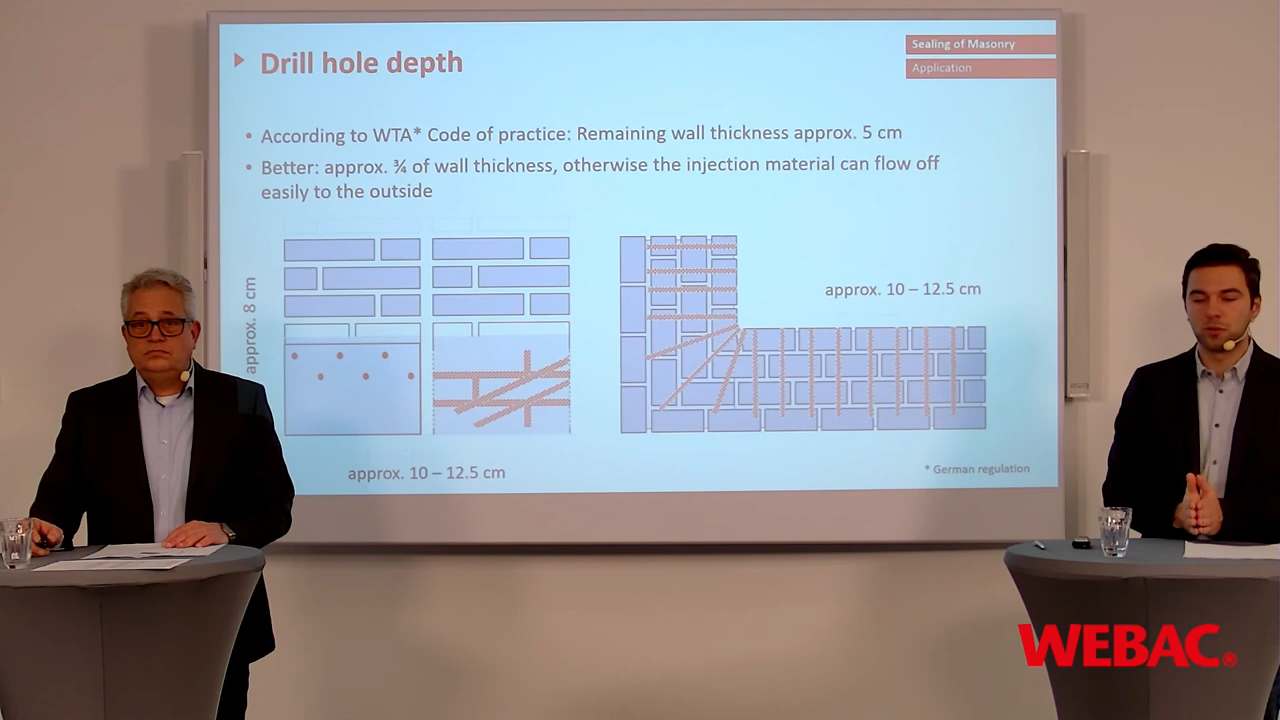 Drill hole depth
Sealing of Masonry
Application
• According to WTA* Code of practice: Remaining wall thickness approx. 5 cm
• Better: approx. ¾ of wall thickness, otherwise the injection material can flow off
easily to the outside
approx. 8 cm
approx. 10 – 12.5 cm
approx. 10 – 12.5 cm
* German regulation
WEBAC®